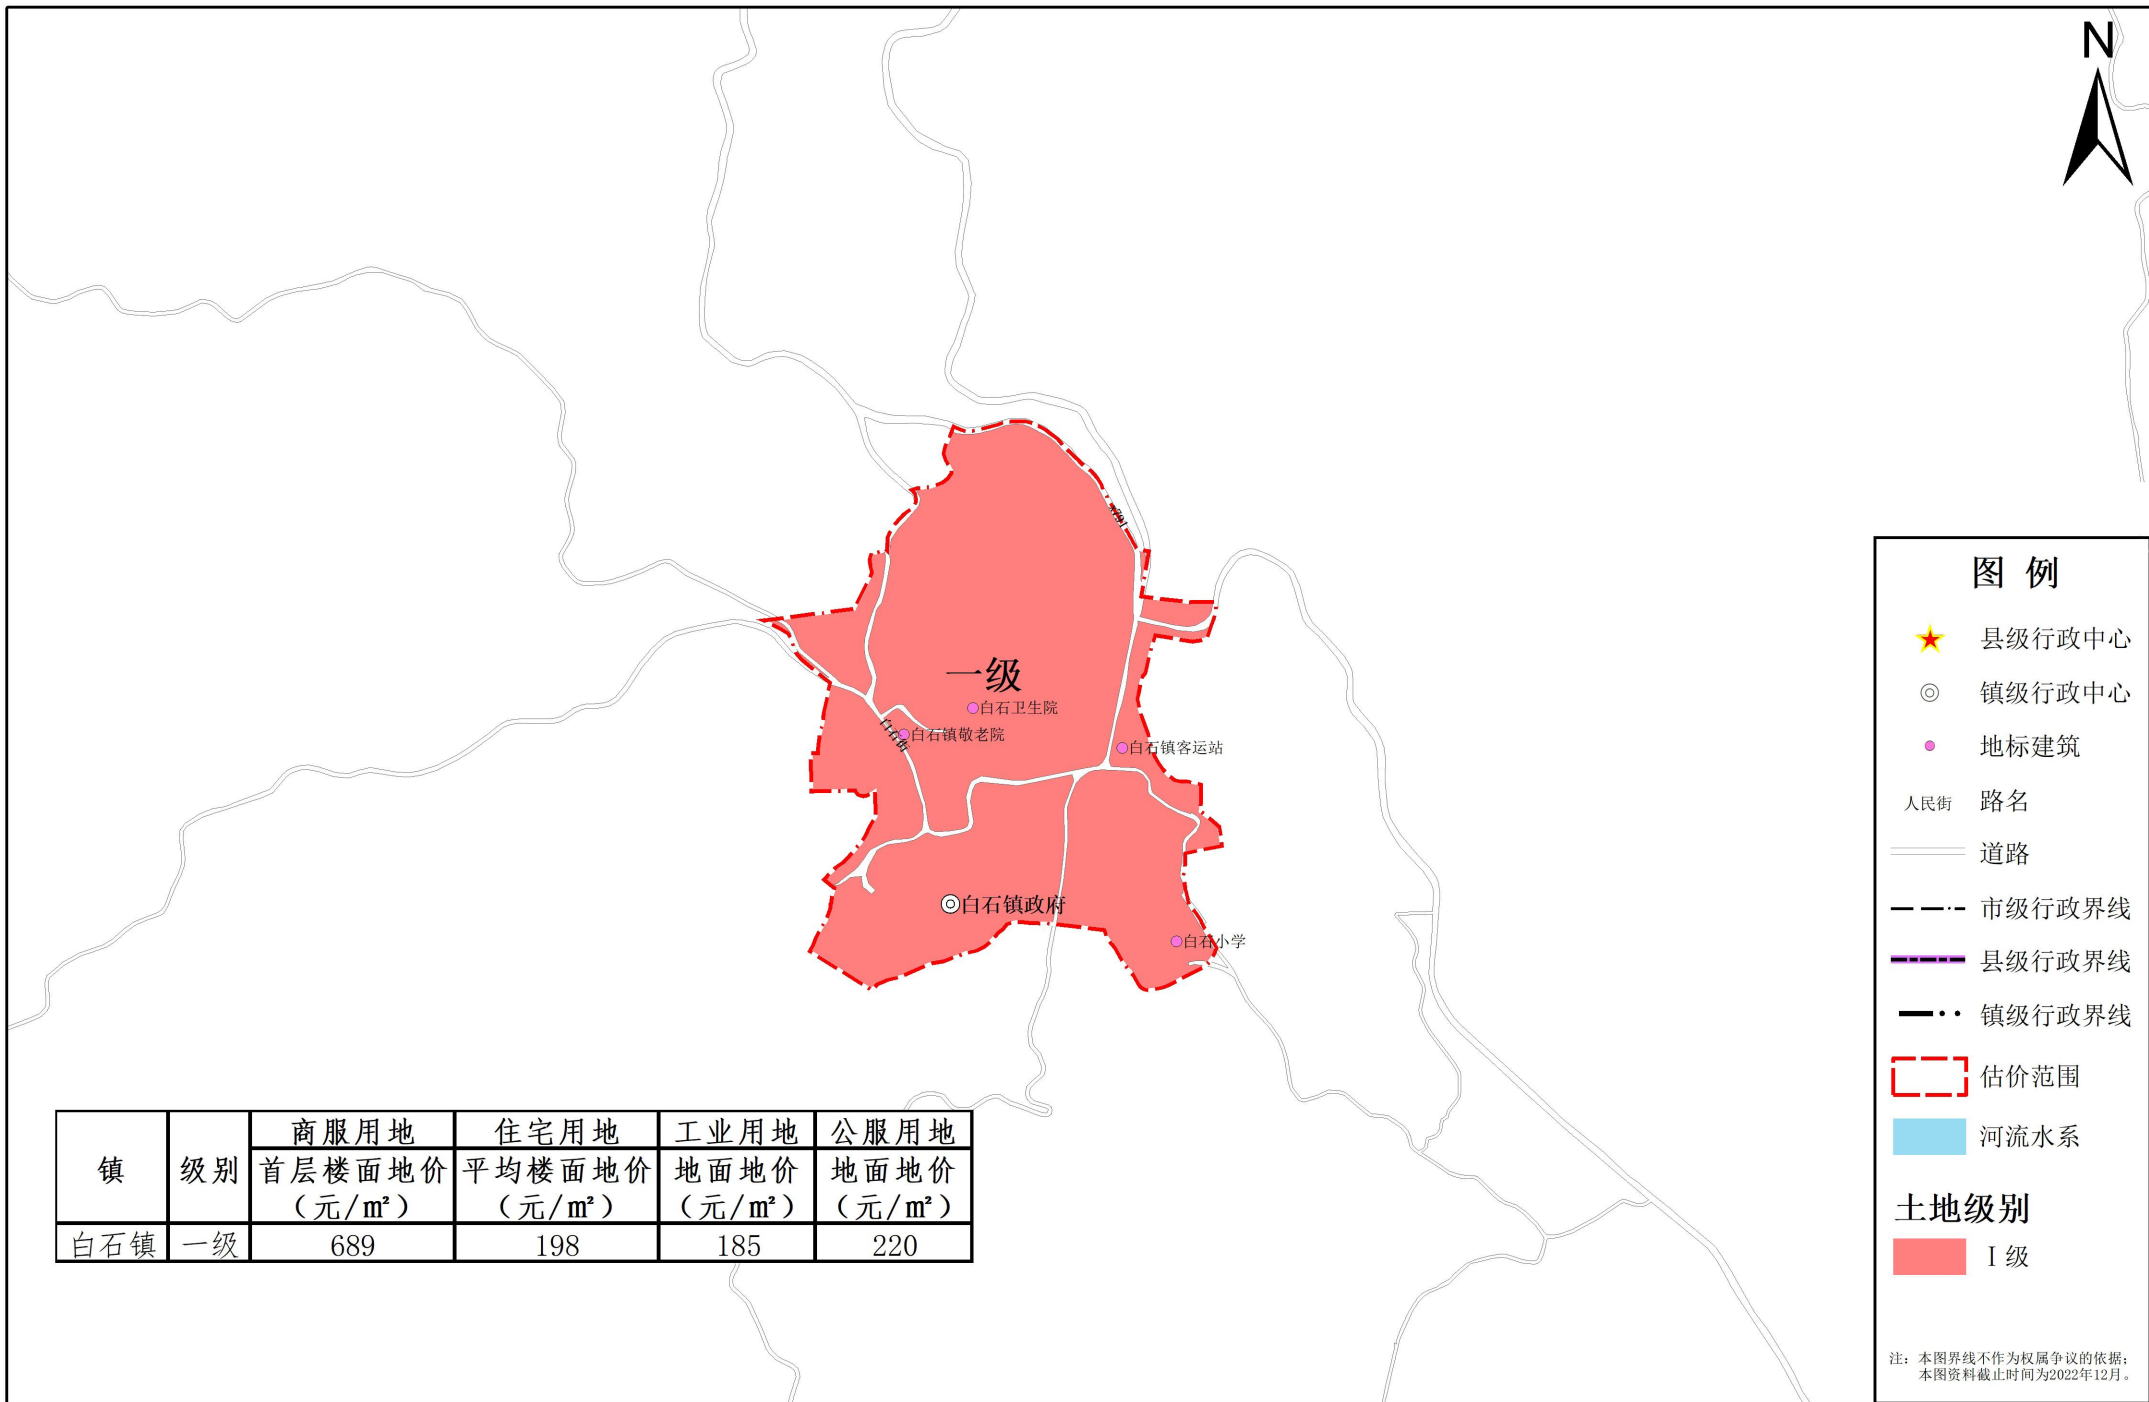 N
x791
一级
白石卫生院
白石街
白石镇敬老院
白石镇客运站
白石镇政府
白石小学
图 例
县级行政中心
镇级行政中心
地标建筑
人民街 路名
道路
市级行政界线
县级行政界线
镇级行政界线
估价范围
河流水系
土地级别
Ⅰ级
注：本图界线不作为权属争议的依据；
本图资料截止时间为2022年12月。
镇 级别 商服用地 住宅用地 工业用地 公服用地
首层楼面地价 平均楼面地价 地面地价 地面地价
（元/㎡） （元/㎡） （元/㎡） （元/㎡）
白石镇 一级 689 198 185 220